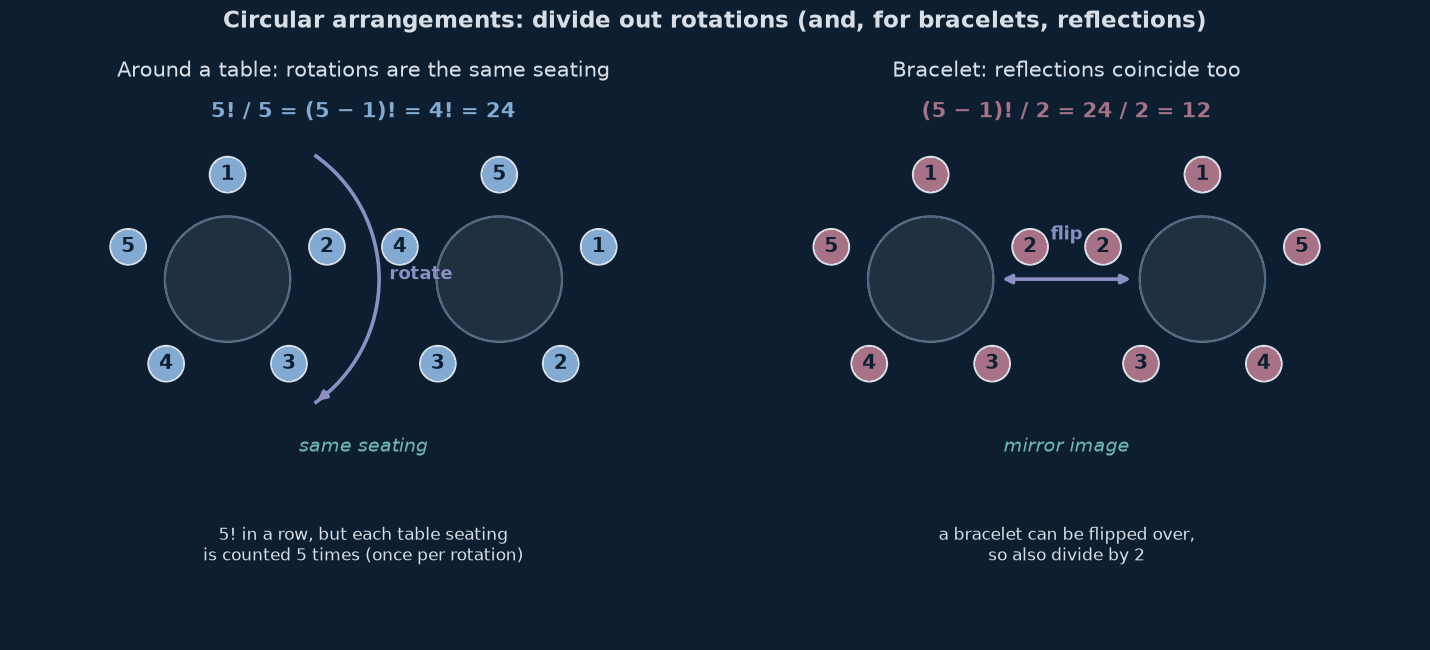 Circular arrangements: divide out rotations (and, for bracelets, reflections)
Around a table: rotations are the same seating
5! / 5 = (5 − 1)! = 4! = 24
1
5
2
4
3
rotate
5
4
1
3
2
same seating
5! in a row, but each table seating
is counted 5 times (once per rotation)
Bracelet: reflections coincide too
(5 − 1)! / 2 = 24 / 2 = 12
1
5
2
4
3
flip
1
2
5
3
4
mirror image
a bracelet can be flipped over,
so also divide by 2